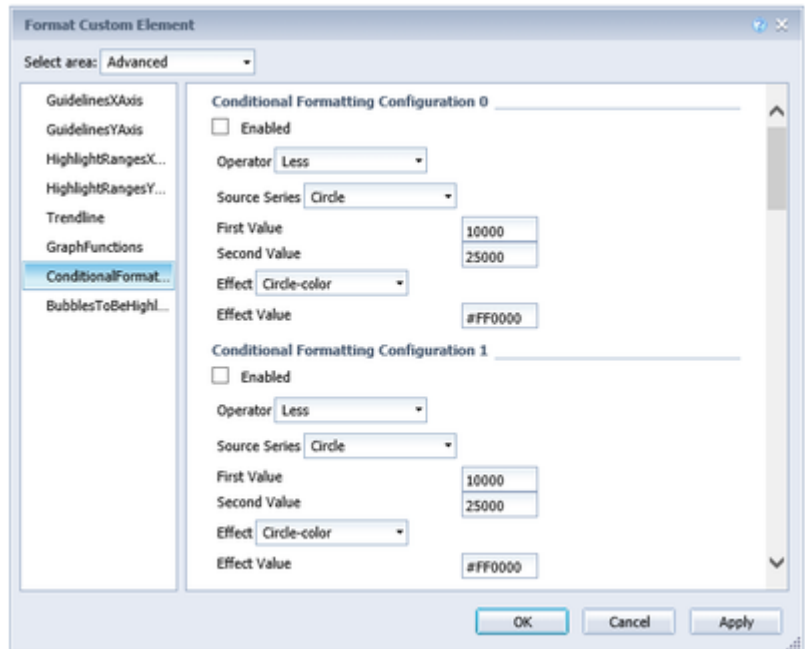 Format Custom Element
Select area: Advanced
GuidelinesXAxis
GuidelinesYAxis
HighlightRangesX...
HighlightRangesY...
Trendline
GraphFunctions
ConditionalFormat...
BubblesToBeHighl...
Conditional Formatting Configuration 0
Enabled
Operator Less
Source Series Circle
First Value 10000
Second Value 25000
Effect Circle-color
Effect Value #FF0000
Conditional Formatting Configuration 1
Enabled
Operator Less
Source Series Circle
First Value 10000
Second Value 25000
Effect Circle-color
Effect Value #FF0000
OK Cancel Apply